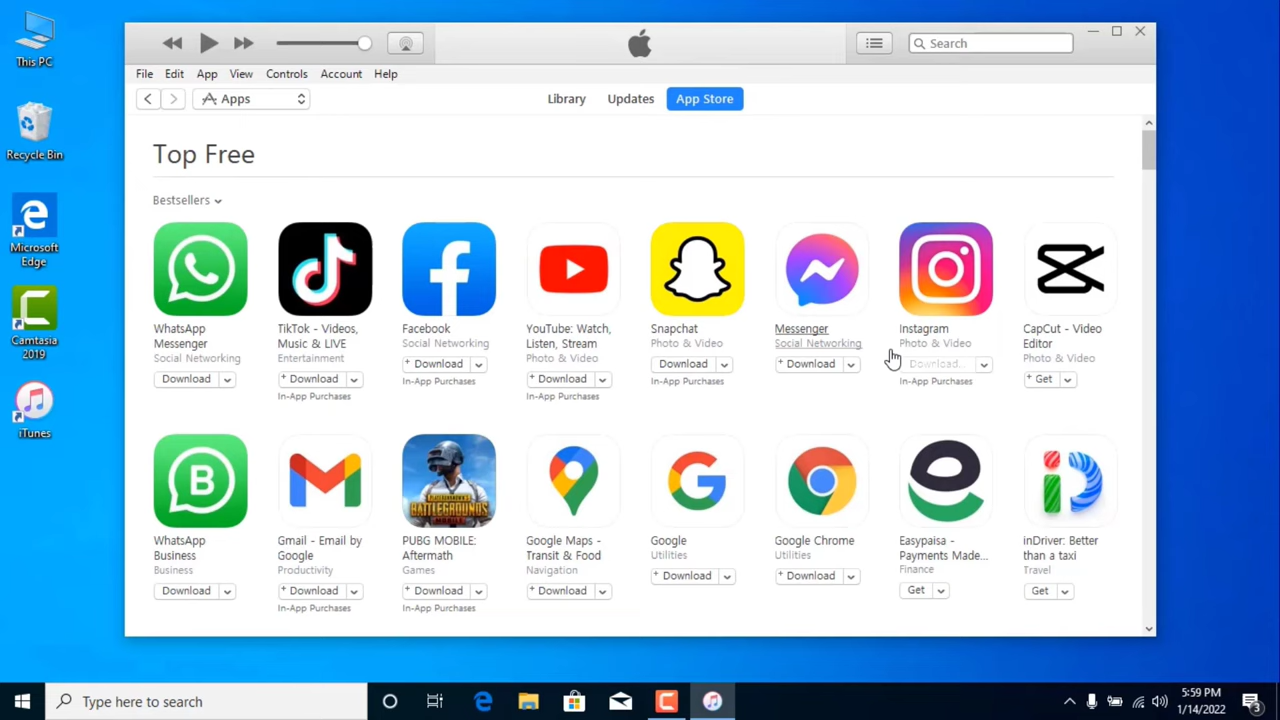 This PC
Recycle Bin
Microsoft
Edge
Camtasia
2019
iTunes
Search
File Edit App View Controls Account Help
Apps
Library Updates App Store
Top Free
Bestsellers
WhatsApp
Messenger
Social Networking
Download
TikTok - Videos,
Music & LIVE
Entertainment
+ Download
In-App Purchases
Facebook
Social Networking
+ Download
In-App Purchases
YouTube: Watch,
Listen, Stream
Photo & Video
+ Download
In-App Purchases
Snapchat
Photo & Video
Download
In-App Purchases
Messenger
Social Networking
+ Download
Instagram
Photo & Video
Download...
In-App Purchases
CapCut - Video
Editor
Photo & Video
+ Get
B
WhatsApp
Business
Business
Download
Gmail - Email by
Google
Productivity
+ Download
In-App Purchases
BATTLEGROUNDS
PUBG MOBILE:
Aftermath
Games
+ Download
In-App Purchases
Google Maps -
Transit & Food
Navigation
+ Download
Google
Utilities
+ Download
Google Chrome
Utilities
+ Download
Easypaisa -
Payments Made...
Finance
Get
inDriver: Better
than a taxi
Travel
Get
Type here to search
5:59 PM
1/14/2022
3